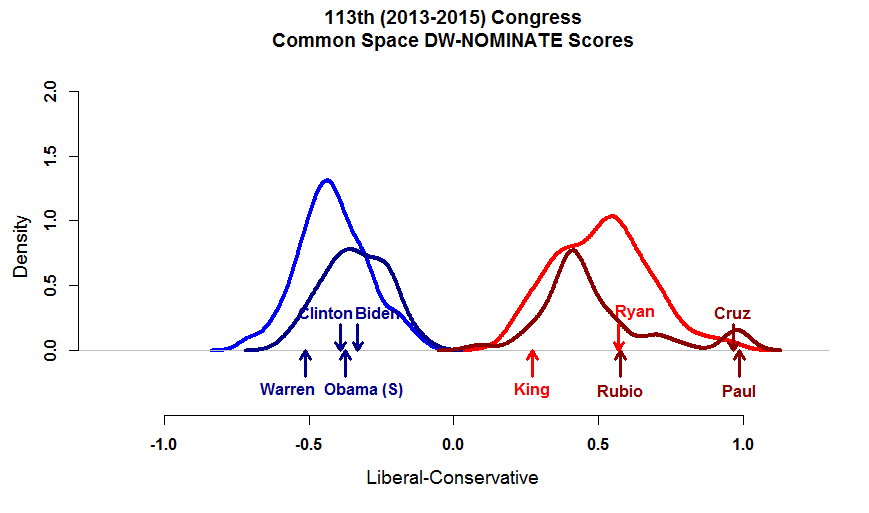 113th (2013-2015) Congress
Common Space DW-NOMINATE Scores
2.0
1.5
1.0
0.5
0.0
Density
Clinton Biden Ryan Cruz
Warren Obama (S) King Rubio Paul
-1.0 -0.5 0.0 0.5 1.0
Liberal-Conservative